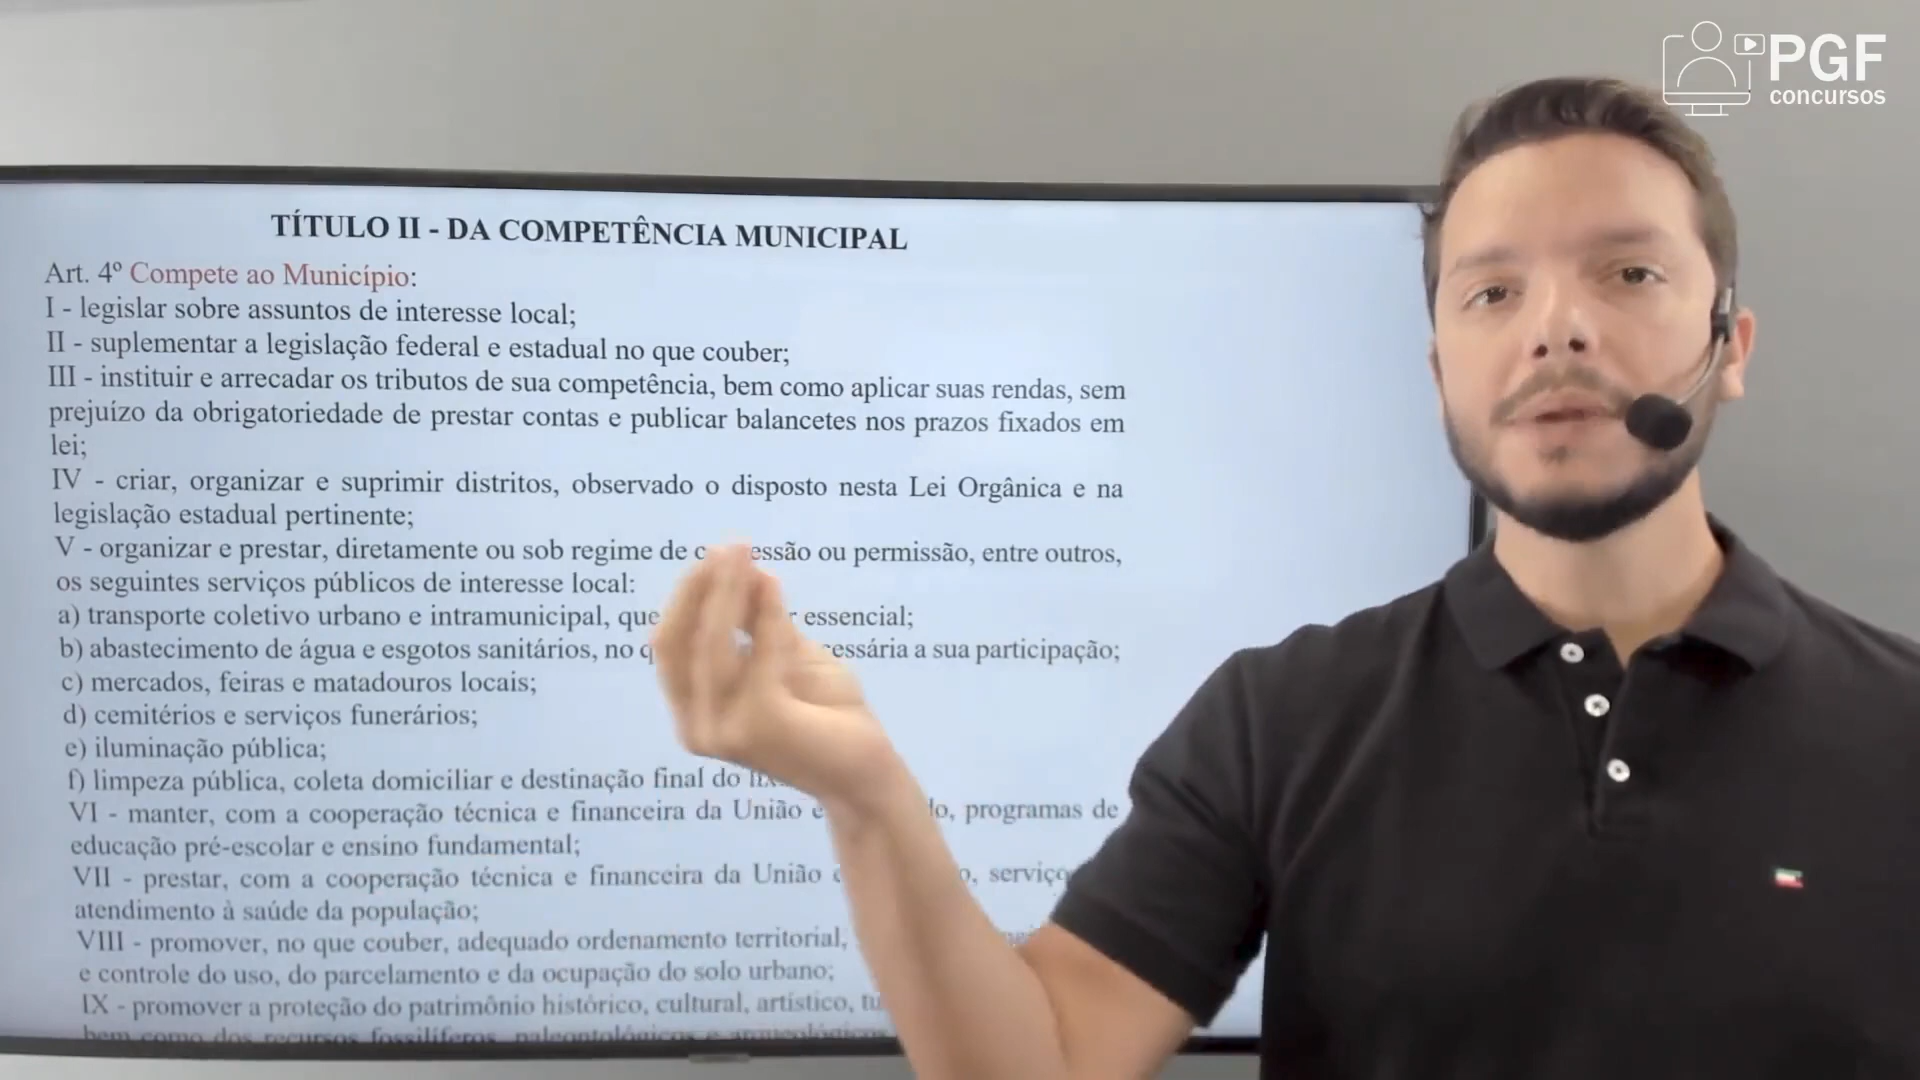 PGF
concursos
TÍTULO II - DA COMPETÊNCIA MUNICIPAL
Art. 4º Compete ao Município:
I - legislar sobre assuntos de interesse local;
II - suplementar a legislação federal e estadual no que couber;
III - instituir e arrecadar os tributos de sua competência, bem como aplicar suas rendas, sem
prejuízo da obrigatoriedade de prestar contas e publicar balancetes nos prazos fixados em
lei;
IV - criar, organizar e suprimir distritos, observado o disposto nesta Lei Orgânica e na
legislação estadual pertinente;
V - organizar e prestar, diretamente ou sob regime de ou permissão, entre outros,
os seguintes serviços públicos de interesse local:
a) transporte coletivo urbano e intramunicipal, que essencial;
b) abastecimento de água e esgotos sanitários, no a sua participação;
c) mercados, feiras e matadouros locais;
d) cemitérios e serviços funerários;
e) iluminação pública;
f) limpeza pública, coleta domiciliar e destinação final do
VI - manter, com a cooperação técnica e financeira da União programas de
educação pré-escolar e ensino fundamental;
VII - prestar, com a cooperação técnica e financeira da União
atendimento à saúde da população;
VIII - promover, no que couber, adequado ordenamento territorial,
e controle do uso, do parcelamento e da ocupação do solo urbano;
IX - promover a proteção do patrimônio histórico, cultural, artístico,
bem como dos recursos fossilíferos, paleontológicos e